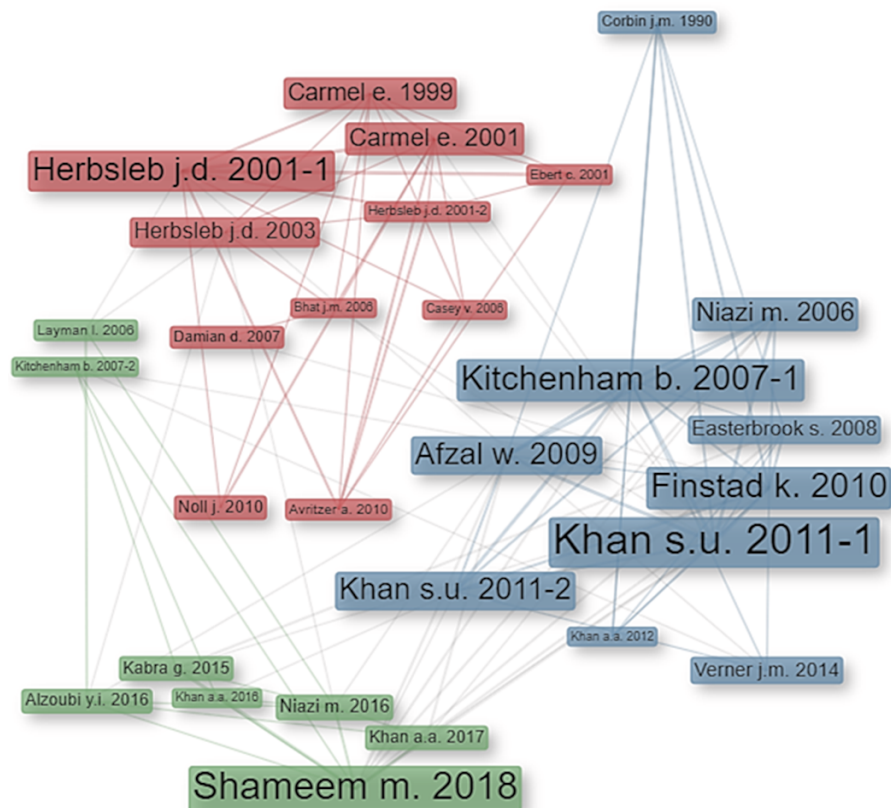 Corbin j.m. 1990
Carmel e. 1999
Carmel e. 2001
Herbsleb j.d. 2001-1
Ebert c. 2001
Herbsleb j.d. 2001-2
Herbsleb j.d. 2003
Bhat j.m. 2006
Casey v. 2006
Niazi m. 2006
Layman l. 2006
Damian d. 2007
Kitchenham b. 2007-2
Kitchenham b. 2007-1
Easterbrook s. 2008
Afzal w. 2009
Finstad k. 2010
Noll j. 2010
Avritzer a. 2010
Khan s.u. 2011-1
Khan s.u. 2011-2
Khan a.a. 2012
Kabra g. 2015
Verner j.m. 2014
Alzoubi y.i. 2016
Khan a.a. 2016
Niazi m. 2016
Khan a.a. 2017
Shameem m. 2018